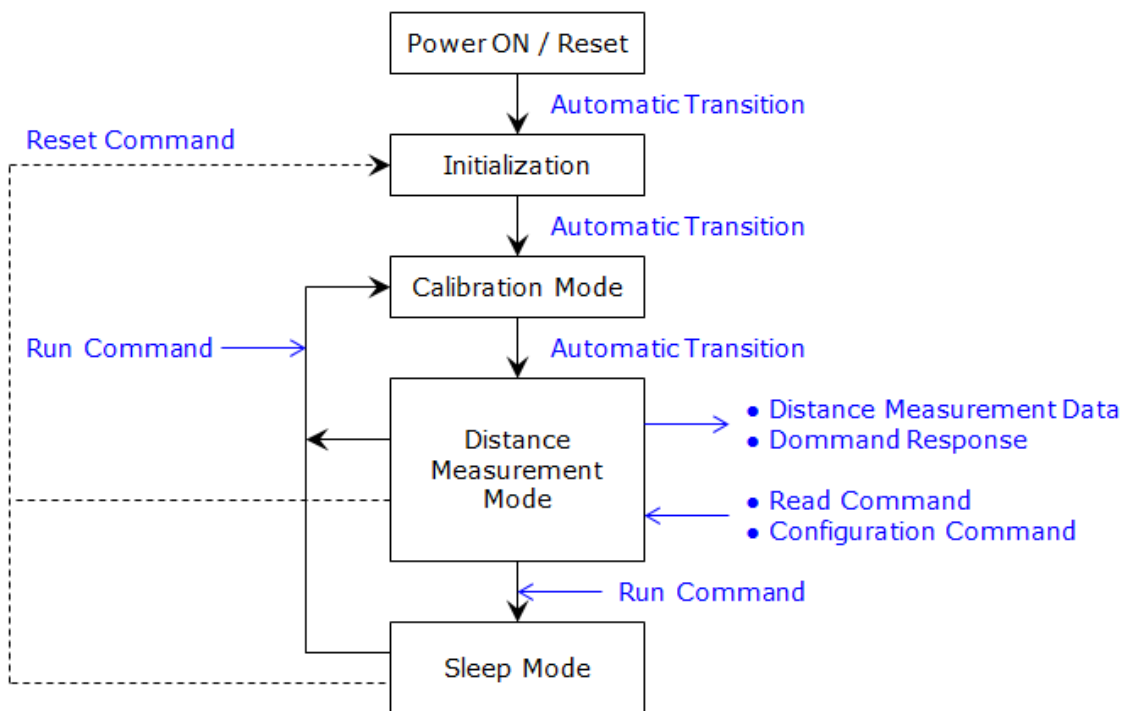 Power ON / Reset
Automatic Transition
Reset Command
Initialization
Automatic Transition
Calibration Mode
Run Command
Automatic Transition
Distance
Measurement
Mode
● Distance Measurement Data
● Dommand Response
● Read Command
● Configuration Command
Run Command
Sleep Mode